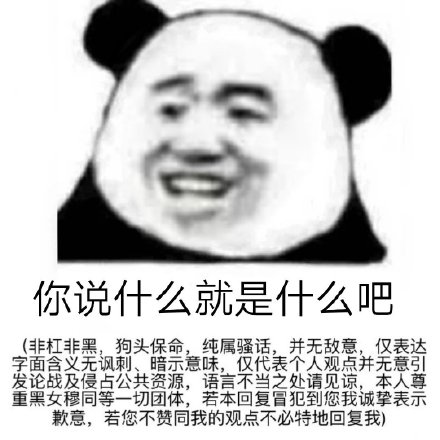 你说什么就是什么吧
（非杠非黑，狗头保命，纯属骚话，并无敌意，仅表达
字面含义无讽刺、暗示意味，仅代表个人观点并无意引
发论战及侵占公共资源，语言不当之处请见谅，本人尊
重黑女穆同等一切团体，若本回复冒犯到您我诚挚表示
歉意，若您不赞同我的观点不必特地回复我)